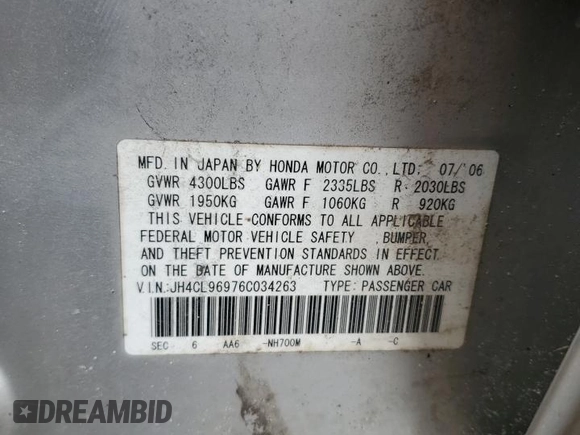 MFD. IN JAPAN BY HONDA MOTOR CO., LTD: 07/'06
GVWR 4300LBS GAWR F 2335LBS R 2030LBS
GVWR 1950KG GAWR F 1060KG R 920KG
THIS VEHICLE CONFORMS TO ALL APPLICABLE
FEDERAL MOTOR VEHICLE SAFETY ,BUMPER,
AND THEFT PREVENTION STANDARDS IN EFFECT
ON THE DATE OF MANUFACTURE SHOWN ABOVE.
V.I.N:JH4CL96976C034263 TYPE: PASSENGER CAR
SEC 6 AA6 -NH700M -A -C
DREAMBID